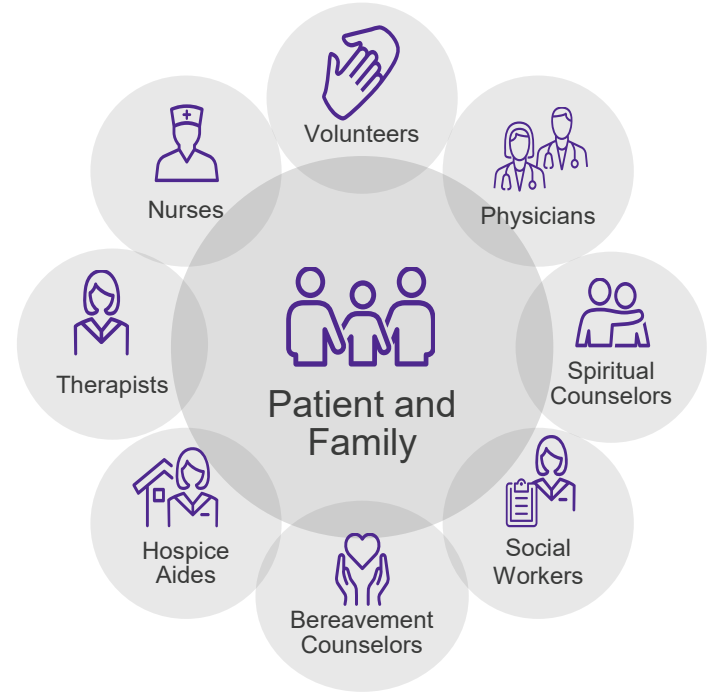 Volunteers
Nurses
Physicians
Therapists
Patient and
Family
Spiritual
Counselors
Hospice
Aides
Social
Workers
Bereavement
Counselors